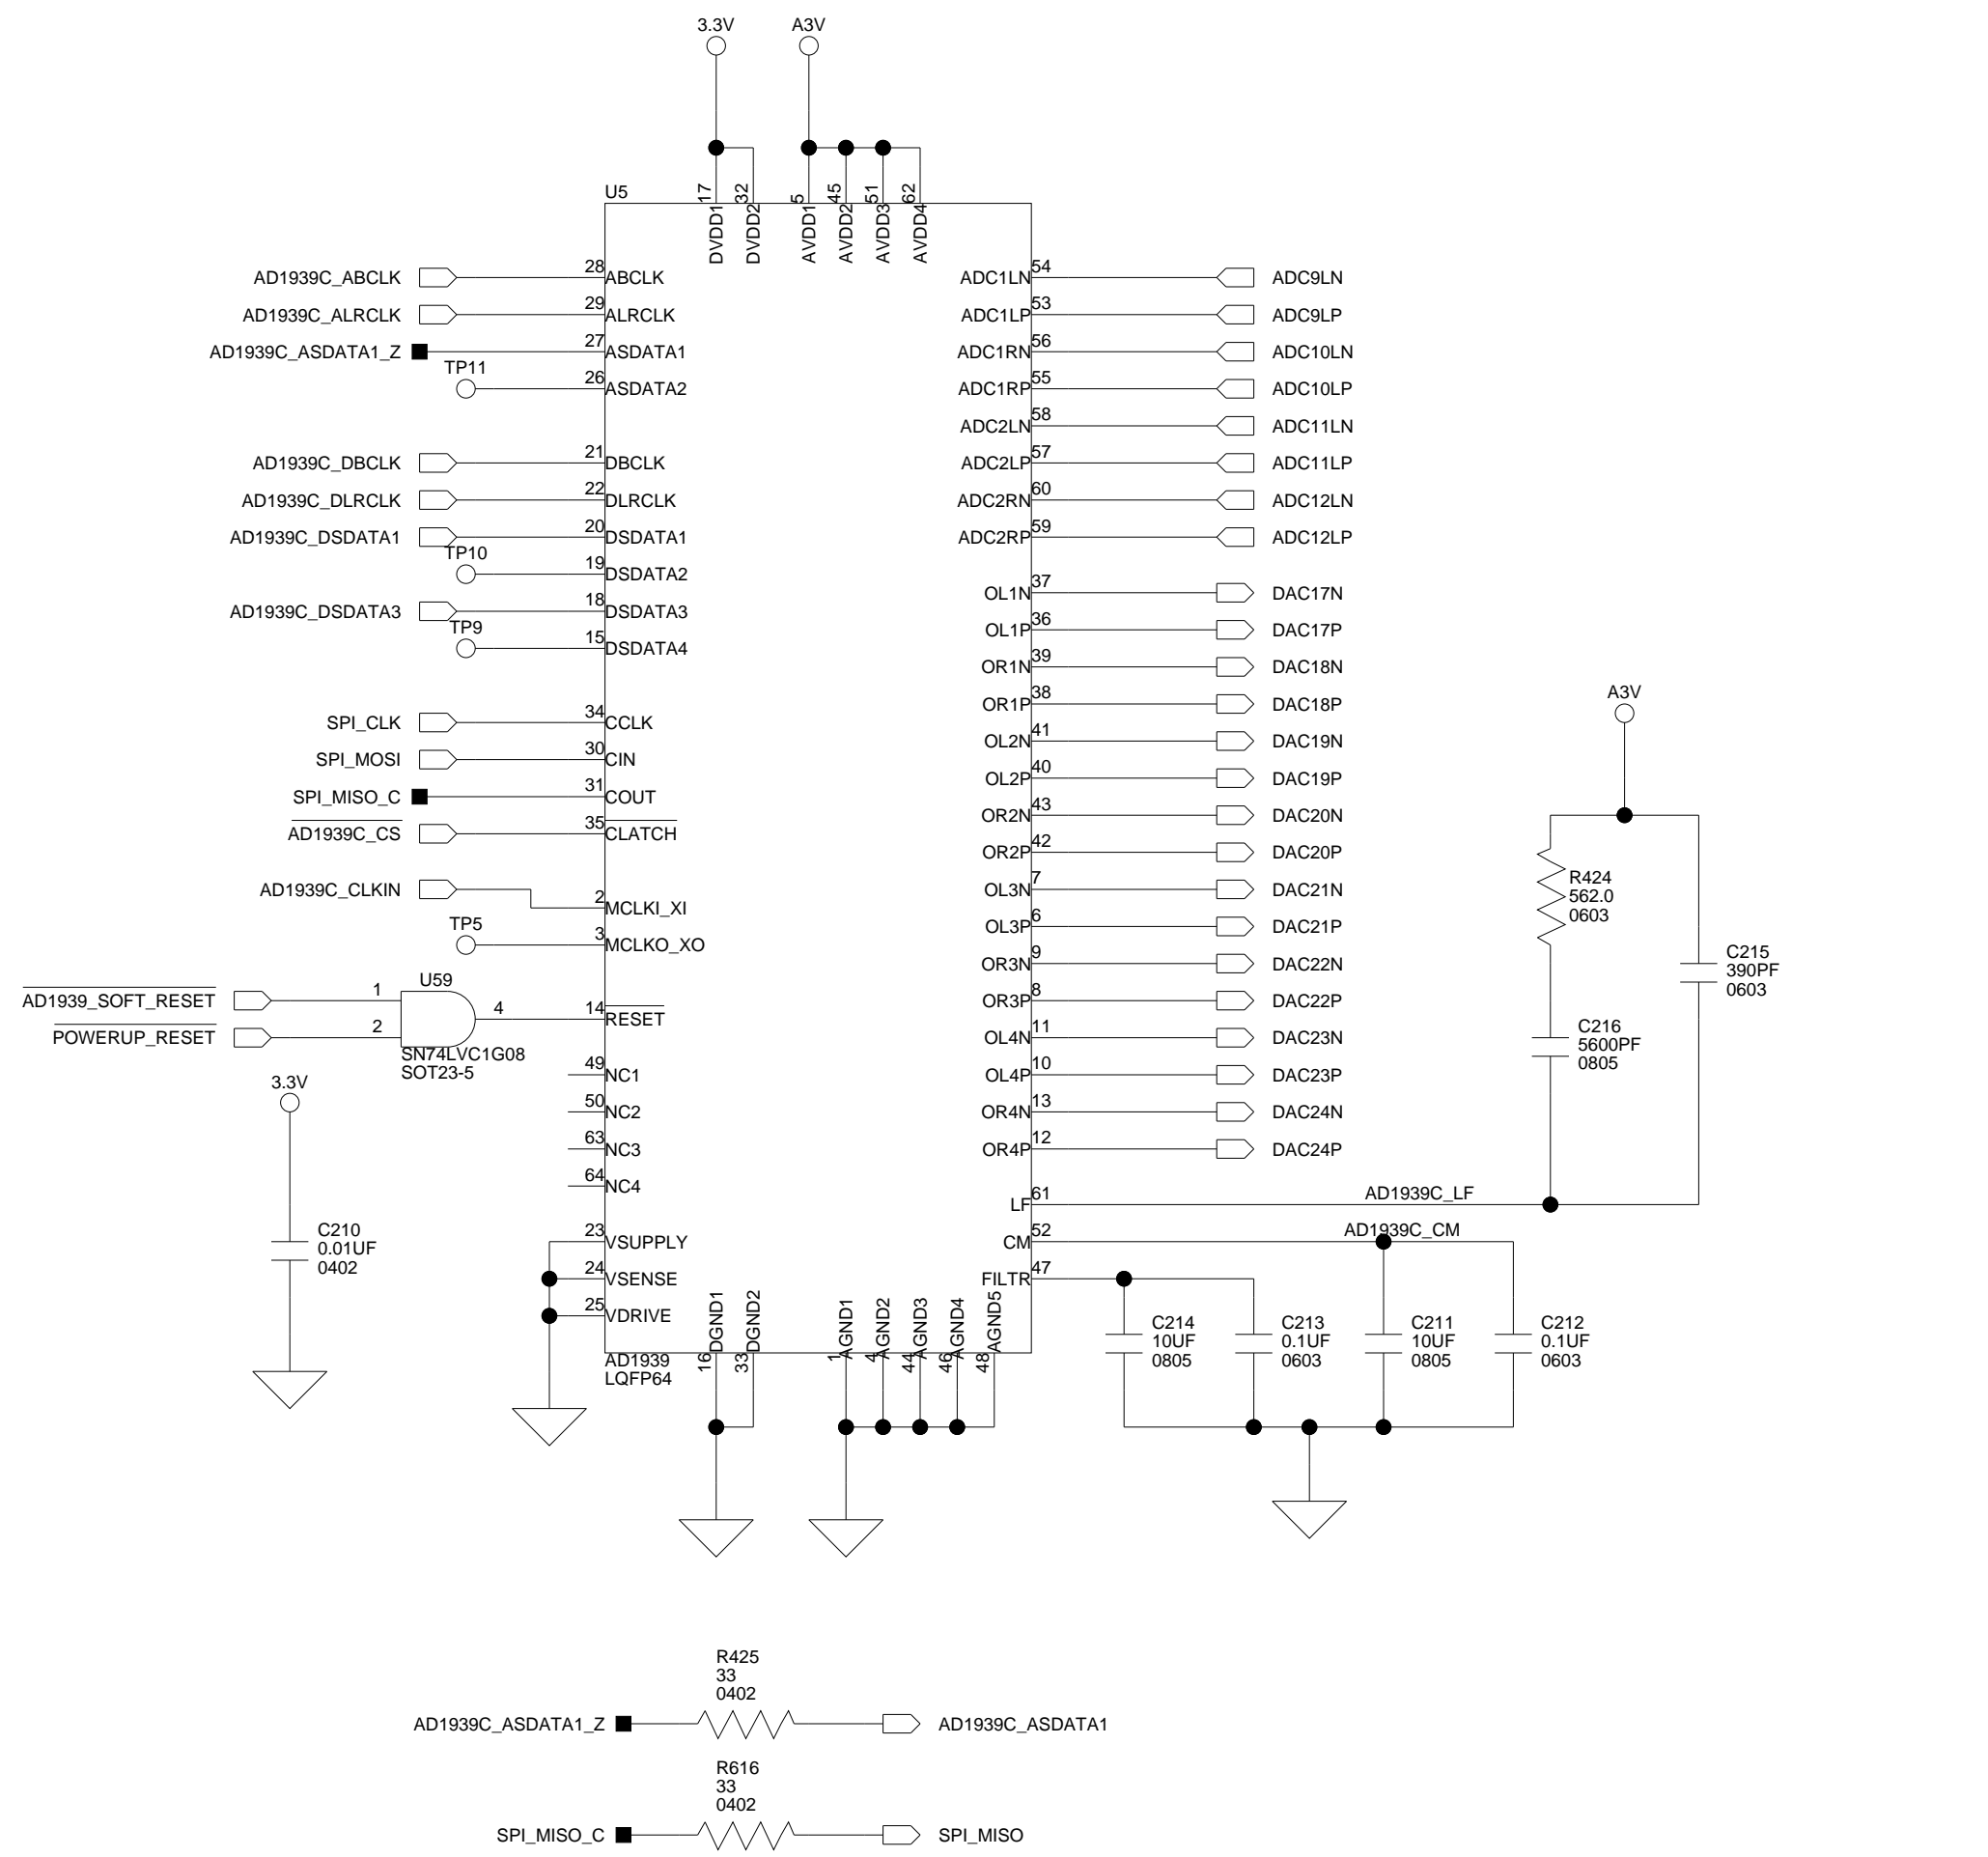 3.3V
A3V
U5
17
32
5
45
51
62
DVDD1
DVDD2
AVDD1
AVDD2
AVDD3
AVDD4
AD1939C_ABCLK
28
ABCLK
ADC1LN
54
ADC9LN
AD1939C_ALRCLK
29
ALRCLK
ADC1LP
53
ADC9LP
AD1939C_ASDATA1_Z
27
ASDATA1
ADC1RN
56
ADC10LN
TP11
26
ASDATA2
ADC1RP
55
ADC10LP
ADC2LN
58
ADC11LN
AD1939C_DBCLK
21
DBCLK
ADC2LP
57
ADC11LP
AD1939C_DLRCLK
22
DLRCLK
ADC2RN
60
ADC12LN
AD1939C_DSDATA1
20
DSDATA1
ADC2RP
59
ADC12LP
TP10
19
DSDATA2
OL1N
37
DAC17N
AD1939C_DSDATA3
18
DSDATA3
OL1P
36
DAC17P
TP9
15
DSDATA4
OR1N
39
DAC18N
OR1P
38
DAC18P
SPI_CLK
34
CCLK
OL2N
41
DAC19N
SPI_MOSI
30
CIN
OL2P
40
DAC19P
SPI_MISO_C
31
COUT
OR2N
43
DAC20N
AD1939C_CS
35
CLATCH
OR2P
42
DAC20P
AD1939C_CLKIN
2
MCLKI_XI
OL3N
7
DAC21N
TP5
3
MCLKO_XO
OL3P
6
DAC21P
OR3N
9
DAC22N
AD1939_SOFT_RESET
1
U59
4
14
RESET
OR3P
8
DAC22P
POWERUP_RESET
2
SN74LVC1G08
SOT23-5
OL4N
11
DAC23N
49
NC1
OL4P
10
DAC23P
50
NC2
OR4N
13
DAC24N
63
NC3
OR4P
12
DAC24P
64
NC4
LF
61
AD1939C_LF
A3V
R424
562.0
0603
C215
390PF
0603
C216
5600PF
0805
3.3V
C210
0.01UF
0402
23
VSUPPLY
CM
52
AD1939C_CM
24
VSENSE
FILTR
47
25
VDRIVE
DGND1
DGND2
AGND1
AGND2
AGND3
AGND4
AGND5
16
33
1
4
44
46
48
AD1939
LQFP64
C214
10UF
0805
C213
0.1UF
0603
C211
10UF
0805
C212
0.1UF
0603
R425
33
0402
AD1939C_ASDATA1_Z
AD1939C_ASDATA1
R616
33
0402
SPI_MISO_C
SPI_MISO